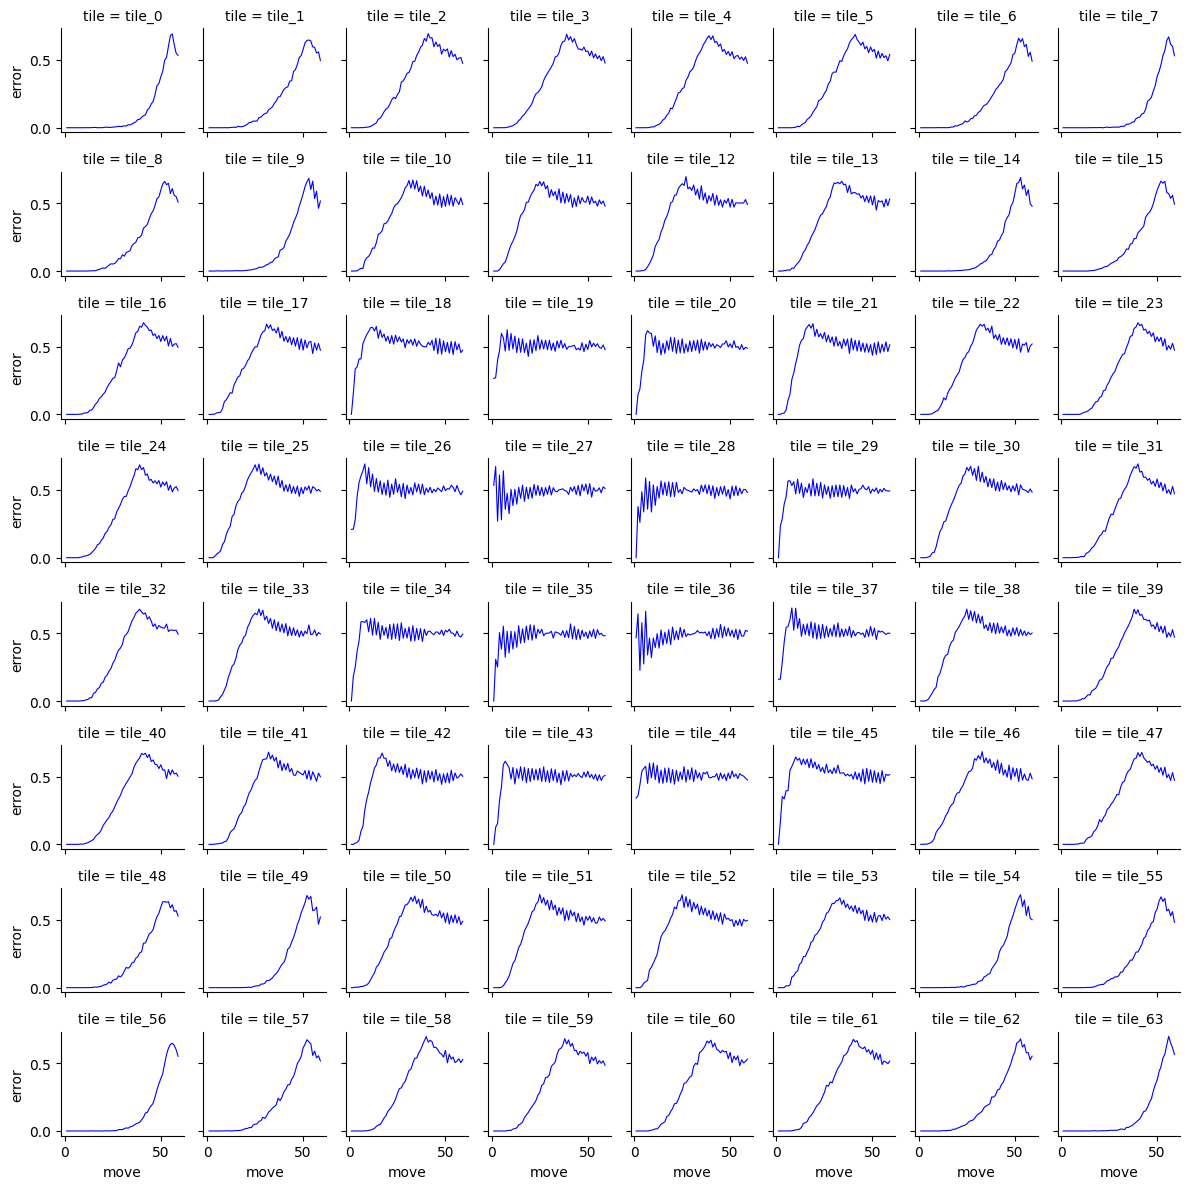 tile = tile_0 tile = tile_1 tile = tile_2 tile = tile_3 tile = tile_4 tile = tile_5 tile = tile_6 tile = tile_7
0.5
error
0.0
tile = tile_8 tile = tile_9 tile = tile_10 tile = tile_11 tile = tile_12 tile = tile_13 tile = tile_14 tile = tile_15
0.5
error
0.0
tile = tile_16 tile = tile_17 tile = tile_18 tile = tile_19 tile = tile_20 tile = tile_21 tile = tile_22 tile = tile_23
0.5
error
0.0
tile = tile_24 tile = tile_25 tile = tile_26 tile = tile_27 tile = tile_28 tile = tile_29 tile = tile_30 tile = tile_31
0.5
error
0.0
tile = tile_32 tile = tile_33 tile = tile_34 tile = tile_35 tile = tile_36 tile = tile_37 tile = tile_38 tile = tile_39
0.5
error
0.0
tile = tile_40 tile = tile_41 tile = tile_42 tile = tile_43 tile = tile_44 tile = tile_45 tile = tile_46 tile = tile_47
0.5
error
0.0
tile = tile_48 tile = tile_49 tile = tile_50 tile = tile_51 tile = tile_52 tile = tile_53 tile = tile_54 tile = tile_55
0.5
error
0.0
tile = tile_56 tile = tile_57 tile = tile_58 tile = tile_59 tile = tile_60 tile = tile_61 tile = tile_62 tile = tile_63
0.5
error
0.0
0 50 0 50 0 50 0 50 0 50 0 50 0 50 0 50
move move move move move move move move